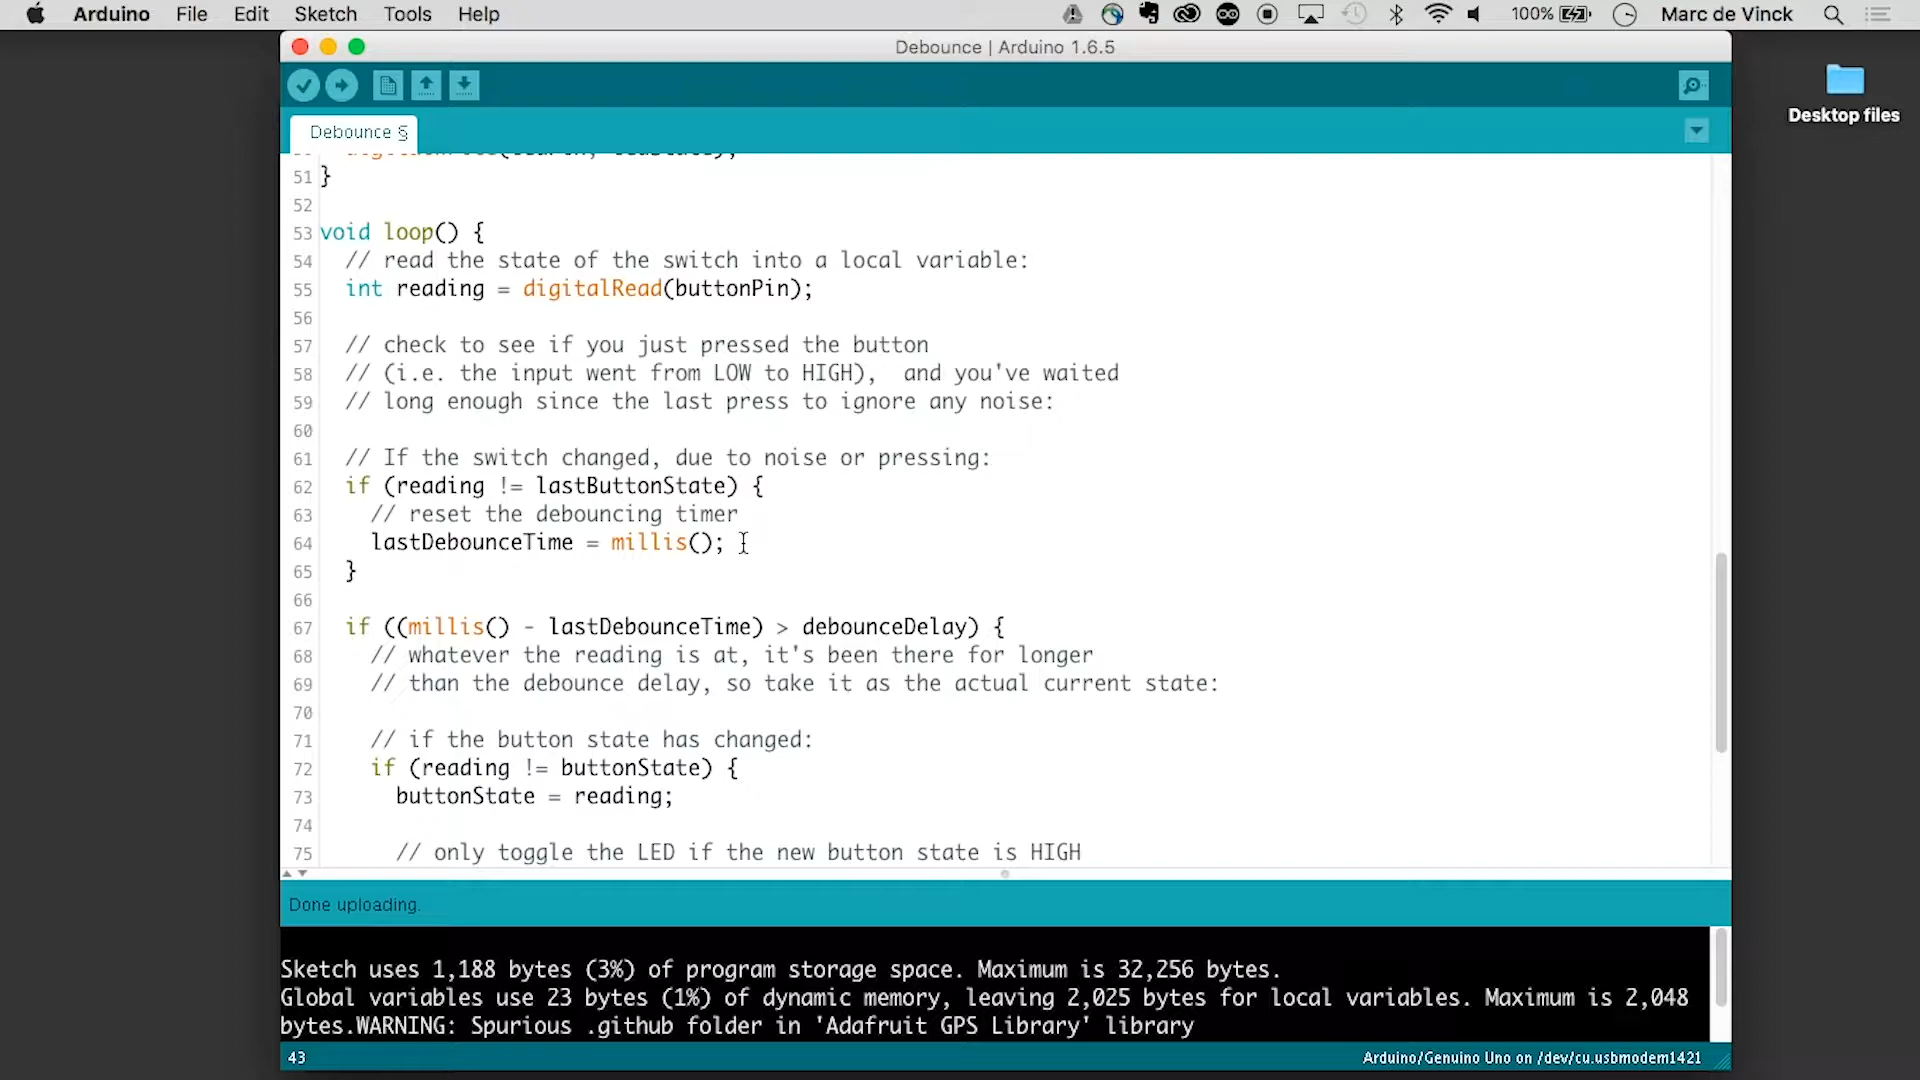 Arduino File Edit Sketch Tools Help 100% Marc de Vinck
Debounce | Arduino 1.6.5
Desktop files
Debounce §
51 }
52
53 void loop() {
54 // read the state of the switch into a local variable:
55 int reading = digitalRead(buttonPin);
56
57 // check to see if you just pressed the button
58 // (i.e. the input went from LOW to HIGH),  and you've waited
59 // long enough since the last press to ignore any noise:
60
61 // If the switch changed, due to noise or pressing:
62 if (reading != lastButtonState) {
63 // reset the debouncing timer
64 lastDebounceTime = millis();
65 }
66
67 if ((millis() - lastDebounceTime) > debounceDelay) {
68 // whatever the reading is at, it's been there for longer
69 // than the debounce delay, so take it as the actual current state:
70
71 // if the button state has changed:
72 if (reading != buttonState) {
73 buttonState = reading;
74
75 // only toggle the LED if the new button state is HIGH
Done uploading.
Sketch uses 1,188 bytes (3%) of program storage space. Maximum is 32,256 bytes.
Global variables use 23 bytes (1%) of dynamic memory, leaving 2,025 bytes for local variables. Maximum is 2,048
bytes.WARNING: Spurious .github folder in 'Adafruit GPS Library' library
43 Arduino/Genuino Uno on /dev/cu.usbmodem1421